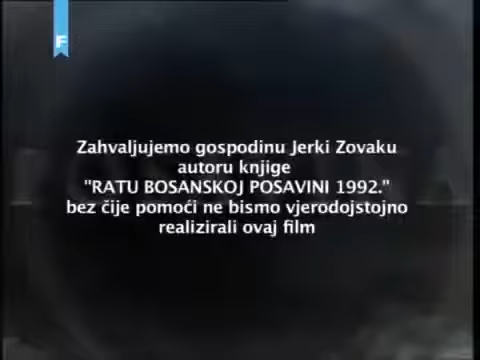 F
Zahvaljujemo gospodinu Jerki Zovaku
autoru knjige
"RATU BOSANSKOJ POSAVINI 1992."
bez čije pomoći ne bismo vjerodojstojno
realizirali ovaj film